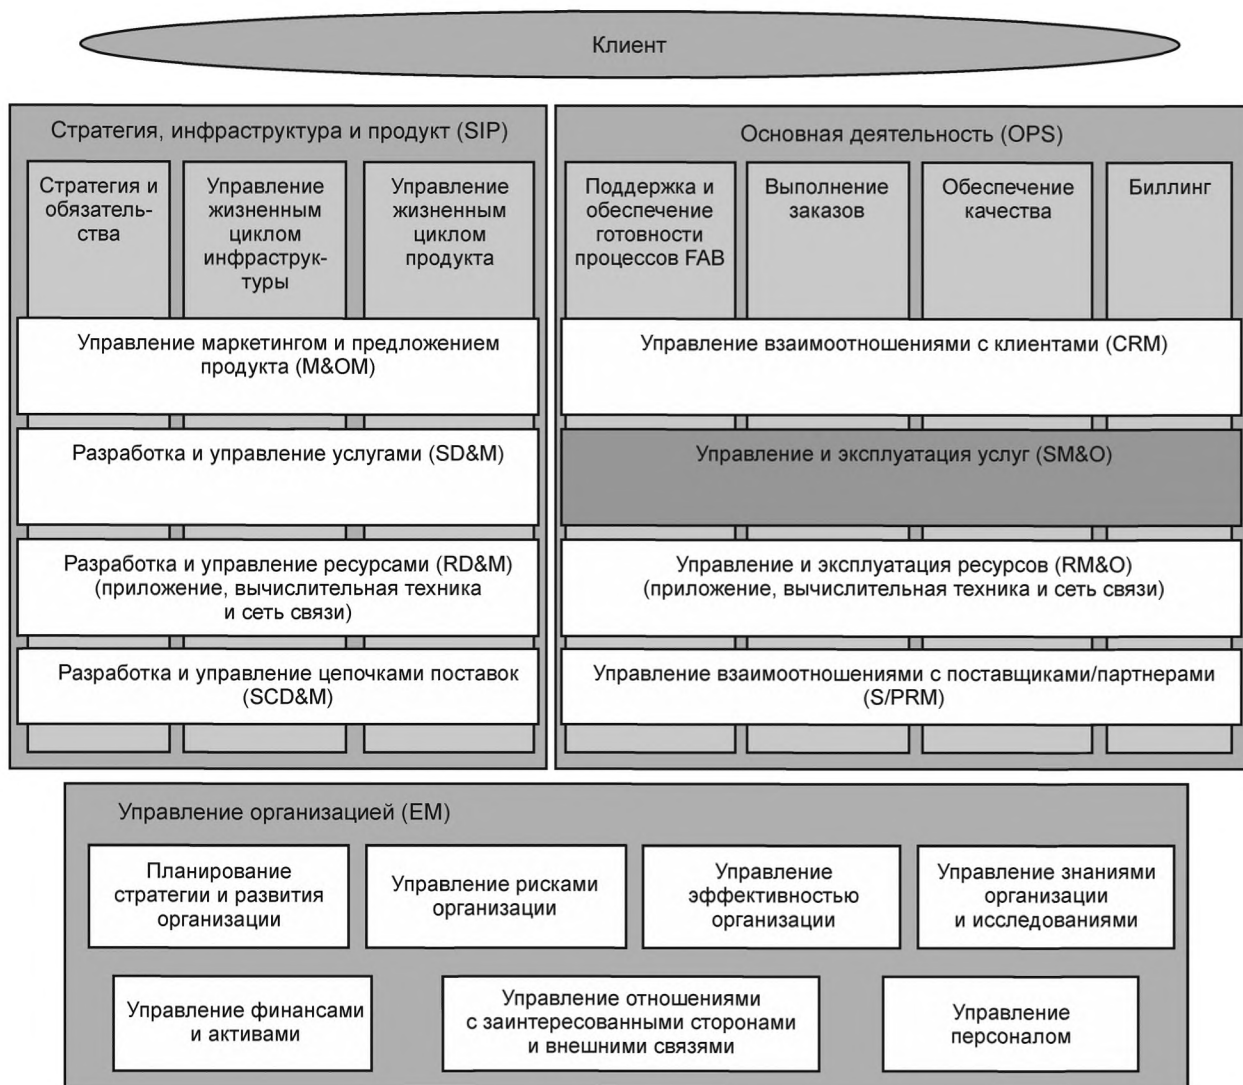 Клиент
Стратегия, инфраструктура и продукт (SIP)
Стратегия и
обязатель-
ства
Управление
жизненным
циклом
инфраструк-
туры
Управление
жизненным
циклом
продукта
Управление маркетингом и предложением
продукта (M&OM)
Разработка и управление услугами (SD&M)
Разработка и управление ресурсами (RD&M)
(приложение, вычислительная техника
и сеть связи)
Разработка и управление цепочками поставок
(SCD&M)
Основная деятельность (OPS)
Поддержка и
обеспечение
готовности
процессов FAB
Выполнение
заказов
Обеспечение
качества
Биллинг
Управление взаимоотношениями с клиентами (CRM)
Управление и эксплуатация услуг (SM&O)
Управление и эксплуатация ресурсов (RM&O)
(приложение, вычислительная техника и сеть связи)
Управление взаимоотношениями с поставщиками/партнерами
(S/PRM)
Управление организацией (EM)
Планирование
стратегии и развития
организации
Управление рисками
организации
Управление
эффективностью
организации
Управление знаниями
организации
и исследованиями
Управление финансами
и активами
Управление отношениями
с заинтересованными сторонами
и внешними связями
Управление
персоналом